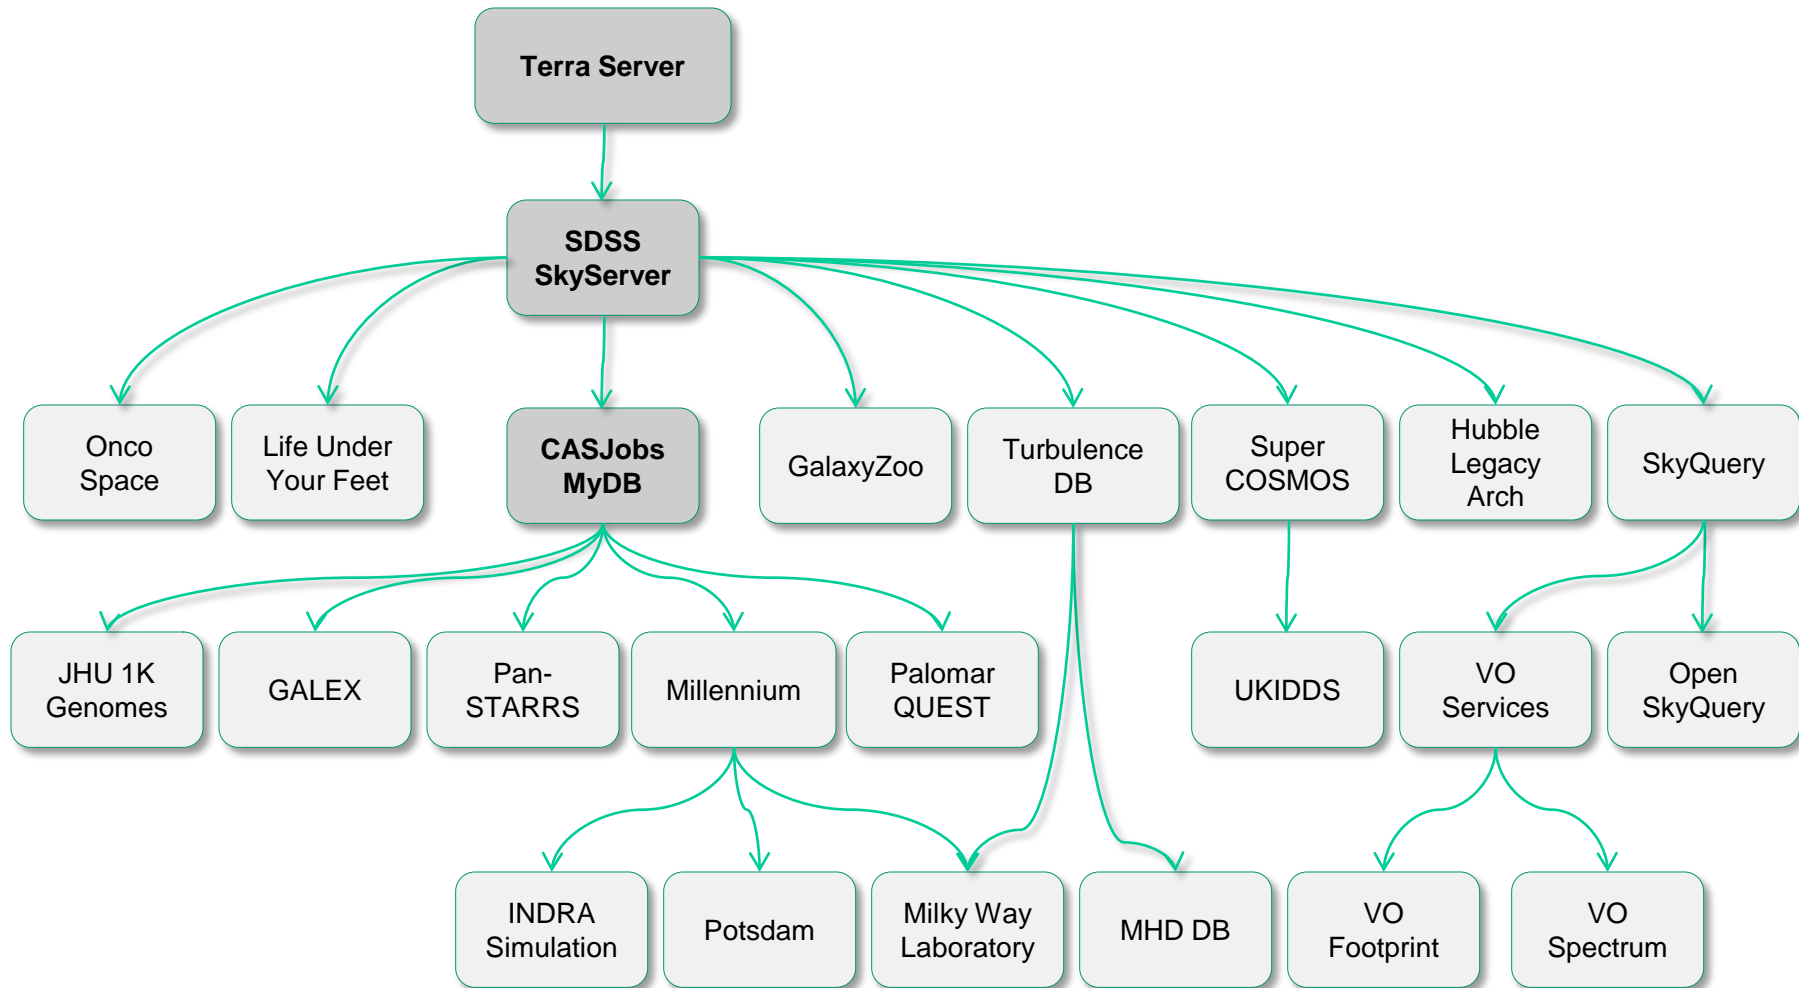 Terra Server
SDSS
SkyServer
Onco
Space
Life Under
Your Feet
CASJobs
MyDB
GalaxyZoo
Turbulence
DB
Super
COSMOS
Hubble
Legacy
Arch
SkyQuery
JHU 1K
Genomes
GALEX
Pan-
STARRS
Millennium
Palomar
QUEST
UKIDDS
VO
Services
Open
SkyQuery
INDRA
Simulation
Potsdam
Milky Way
Laboratory
MHD DB
VO
Footprint
VO
Spectrum